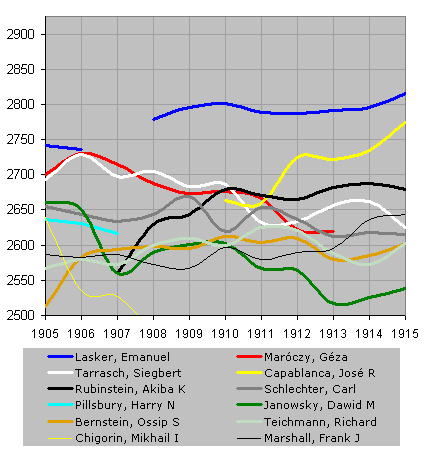 2900
2850
2800
2750
2700
2650
2600
2550
2500
1905 1906 1907 1908 1909 1910 1911 1912 1913 1914 1915
Lasker, Emanuel Maróczy, Géza
Tarrasch, Siegbert Capablanca, José R
Rubinstein, Akiba K Schlechter, Carl
Pillsbury, Harry N Janowsky, Dawid M
Bernstein, Ossip S Teichmann, Richard
Chigorin, Mikhail I Marshall, Frank J